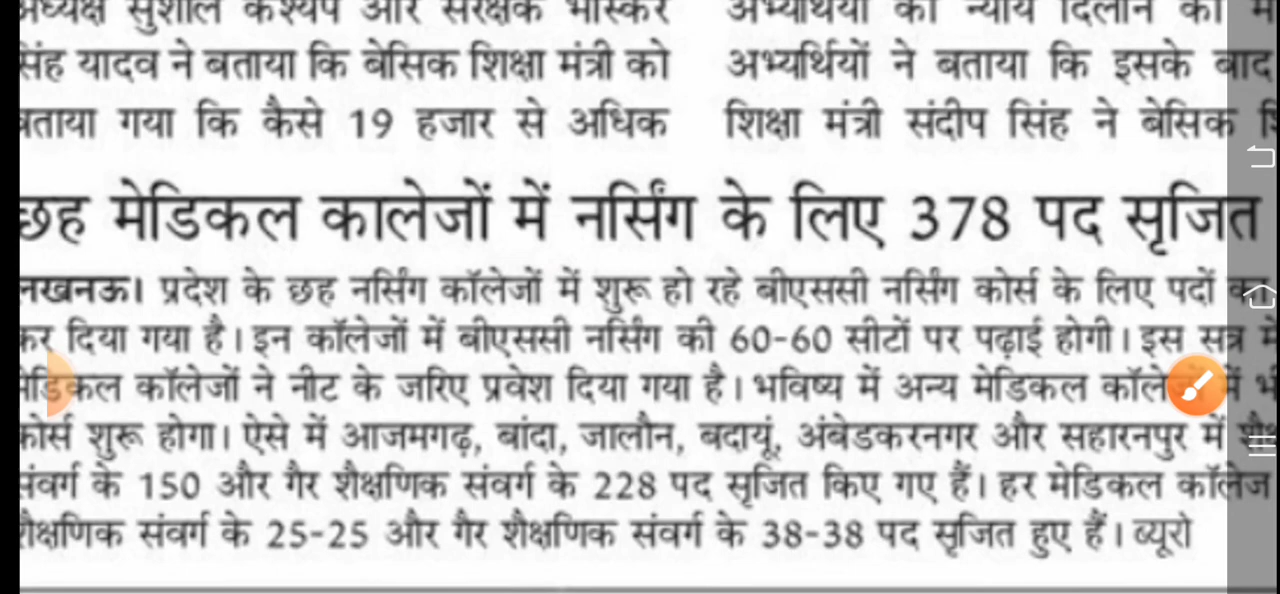 अध्यक्ष सुशील कश्यप और संरक्षक भास्कर
सिंह यादव ने बताया कि बेसिक शिक्षा मंत्री को
बताया गया कि कैसे 19 हजार से अधिक
अभ्यर्थियों को न्याय दिलाने की
अभ्यर्थियों ने बताया कि इसके बाद
शिक्षा मंत्री संदीप सिंह ने बेसिक
छह मेडिकल कालेजों में नर्सिंग के लिए 378 पद सृजित
लखनऊ। प्रदेश के छह नर्सिंग कॉलेजों में शुरू हो रहे बीएससी नर्सिंग कोर्स के लिए पदों का
कर दिया गया है। इन कॉलेजों में बीएससी नर्सिंग की 60-60 सीटों पर पढ़ाई होगी। इस सत्र में
मेडिकल कॉलेजों ने नीट के जरिए प्रवेश दिया गया है। भविष्य में अन्य मेडिकल कॉलेजों में
कोर्स शुरू होगा। ऐसे में आजमगढ़, बांदा, जालौन, बदायूं, अंबेडकरनगर और सहारनपुर में
संवर्ग के 150 और गैर शैक्षणिक संवर्ग के 228 पद सृजित किए गए हैं। हर मेडिकल कॉलेज
शैक्षणिक संवर्ग के 25-25 और गैर शैक्षणिक संवर्ग के 38-38 पद सृजित हुए हैं। ब्यूरो